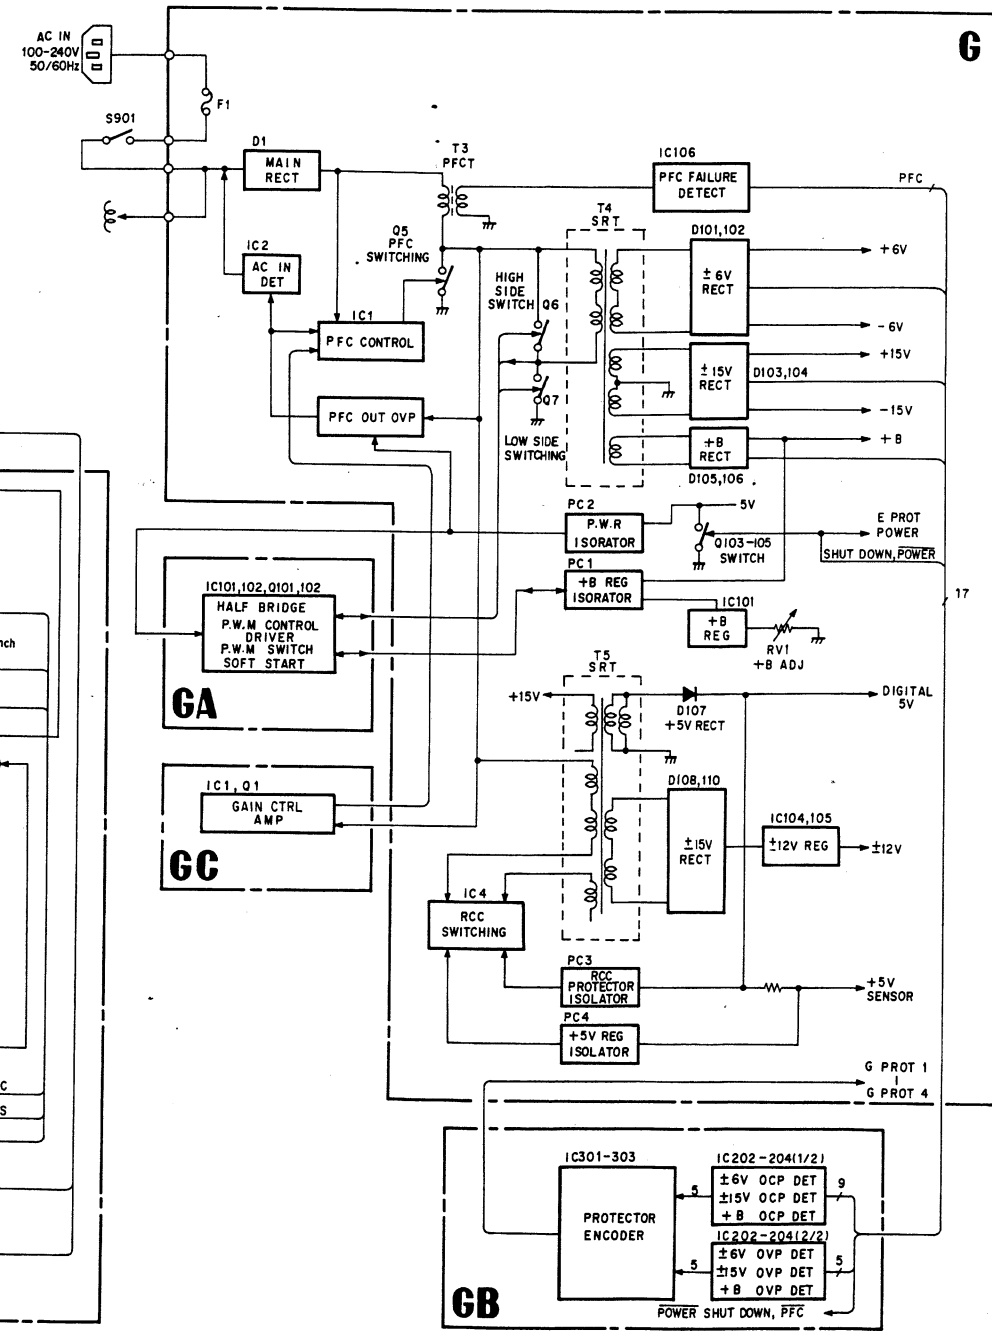 AC IN
100-240V
50/60Hz
G
F1
S901
D1
MAIN
RECT
T3
PFCT
IC106
PFC FAILURE
DETECT
PFC
Q5
PFC
SWITCHING
T4
SRT
D101,102
±6V
RECT
+6V
-6V
IC2
AC IN
DET
HIGH
SIDE
SWITCH
Q6
IC1
PFC CONTROL
±15V
RECT
+15V
D103,104
-15V
Q7
PFC OUT OVP
LOW SIDE
SWITCHING
+B
RECT
+B
D105,106
PC2
P.W.R
ISORATOR
5V
Q103-105
SWITCH
E PROT
POWER
SHUT DOWN, POWER
PC1
+B REG
ISORATOR
IC101
+B
REG
RV1
+B ADJ
17
IC101,102,Q101,102
HALF BRIDGE
P.W.M CONTROL
DRIVER
P.W.M SWITCH
SOFT START
GA
nch
T5
SRT
+15V
D107
+5V RECT
DIGITAL
5V
IC1, Q1
GAIN CTRL
AMP
GC
D108,110
±15V
RECT
IC104,105
±12V REG
±12V
IC4
RCC
SWITCHING
PC3
RCC
PROTECTOR
ISOLATOR
+5V
SENSOR
PC4
+5V REG
ISOLATOR
G PROT 1
G PROT 4
C
S
IC301-303
PROTECTOR
ENCODER
IC202-204(1/2)
±6V OCP DET
±15V OCP DET
+B OCP DET
5
9
IC202-204(2/2)
±6V OVP DET
±15V OVP DET
+B OVP DET
5
5
GB
POWER SHUT DOWN, PFC